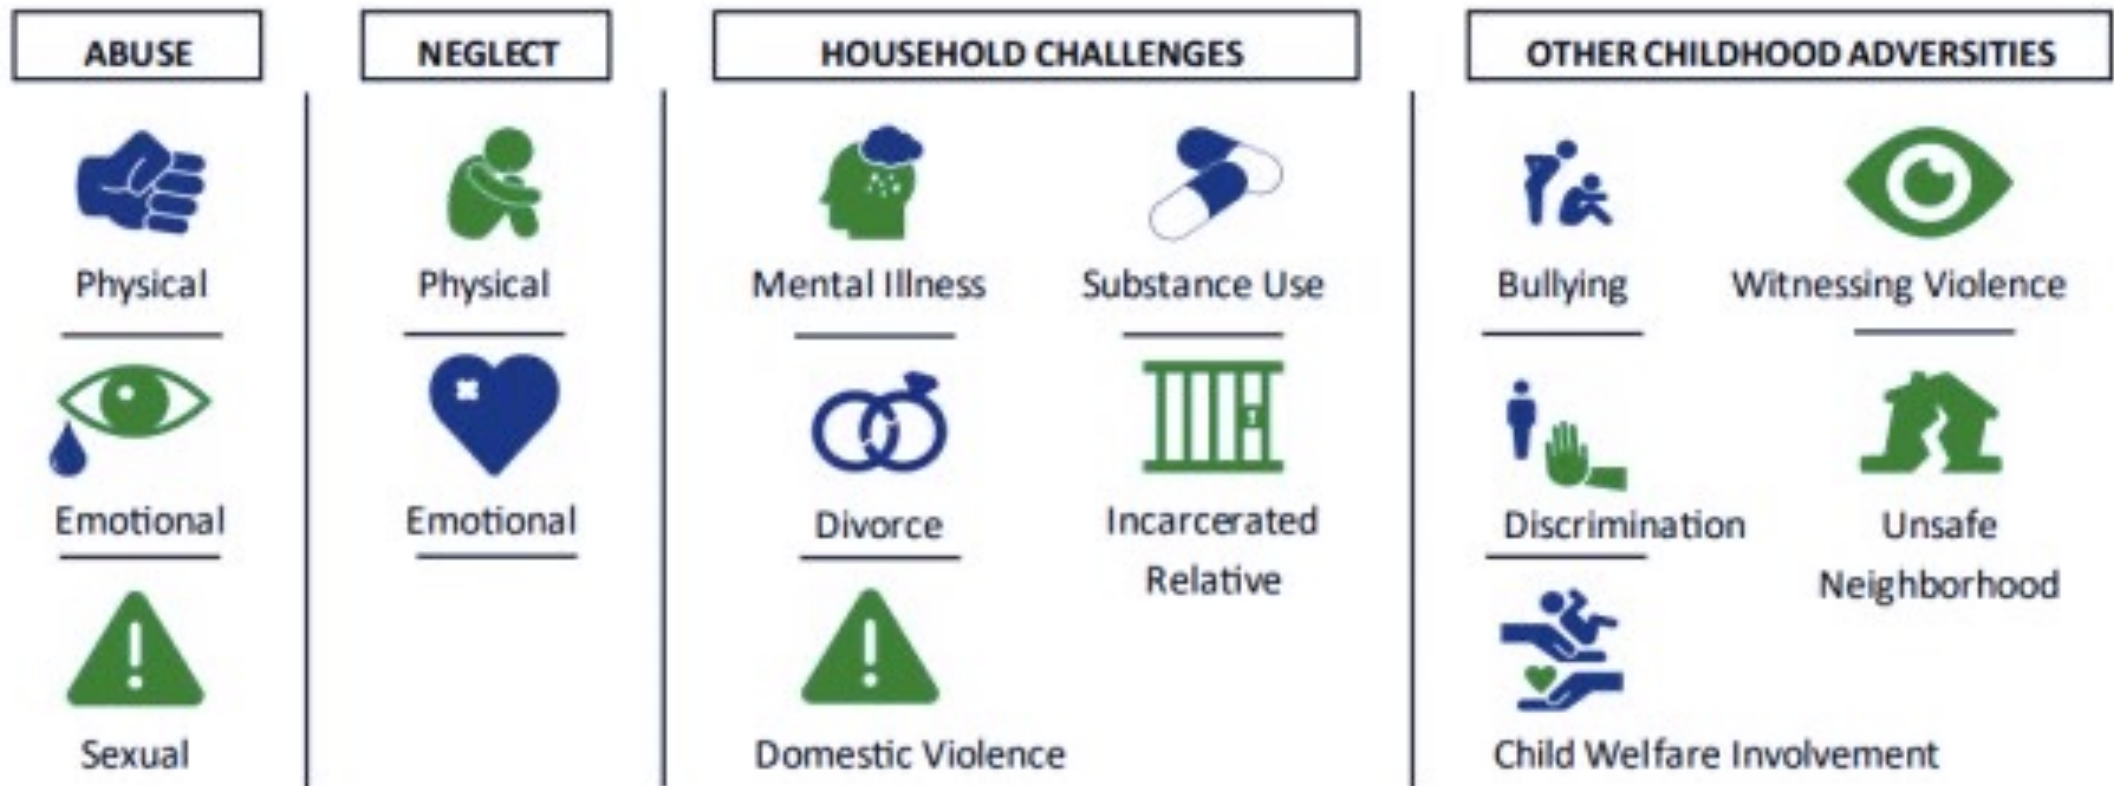 ABUSE
Physical
Emotional
Sexual
NEGLECT
Physical
Emotional
HOUSEHOLD CHALLENGES
Mental Illness
Substance Use
Divorce
Incarcerated
Relative
Domestic Violence
OTHER CHILDHOOD ADVERSITIES
Bullying
Witnessing Violence
Discrimination
Unsafe
Neighborhood
Child Welfare Involvement